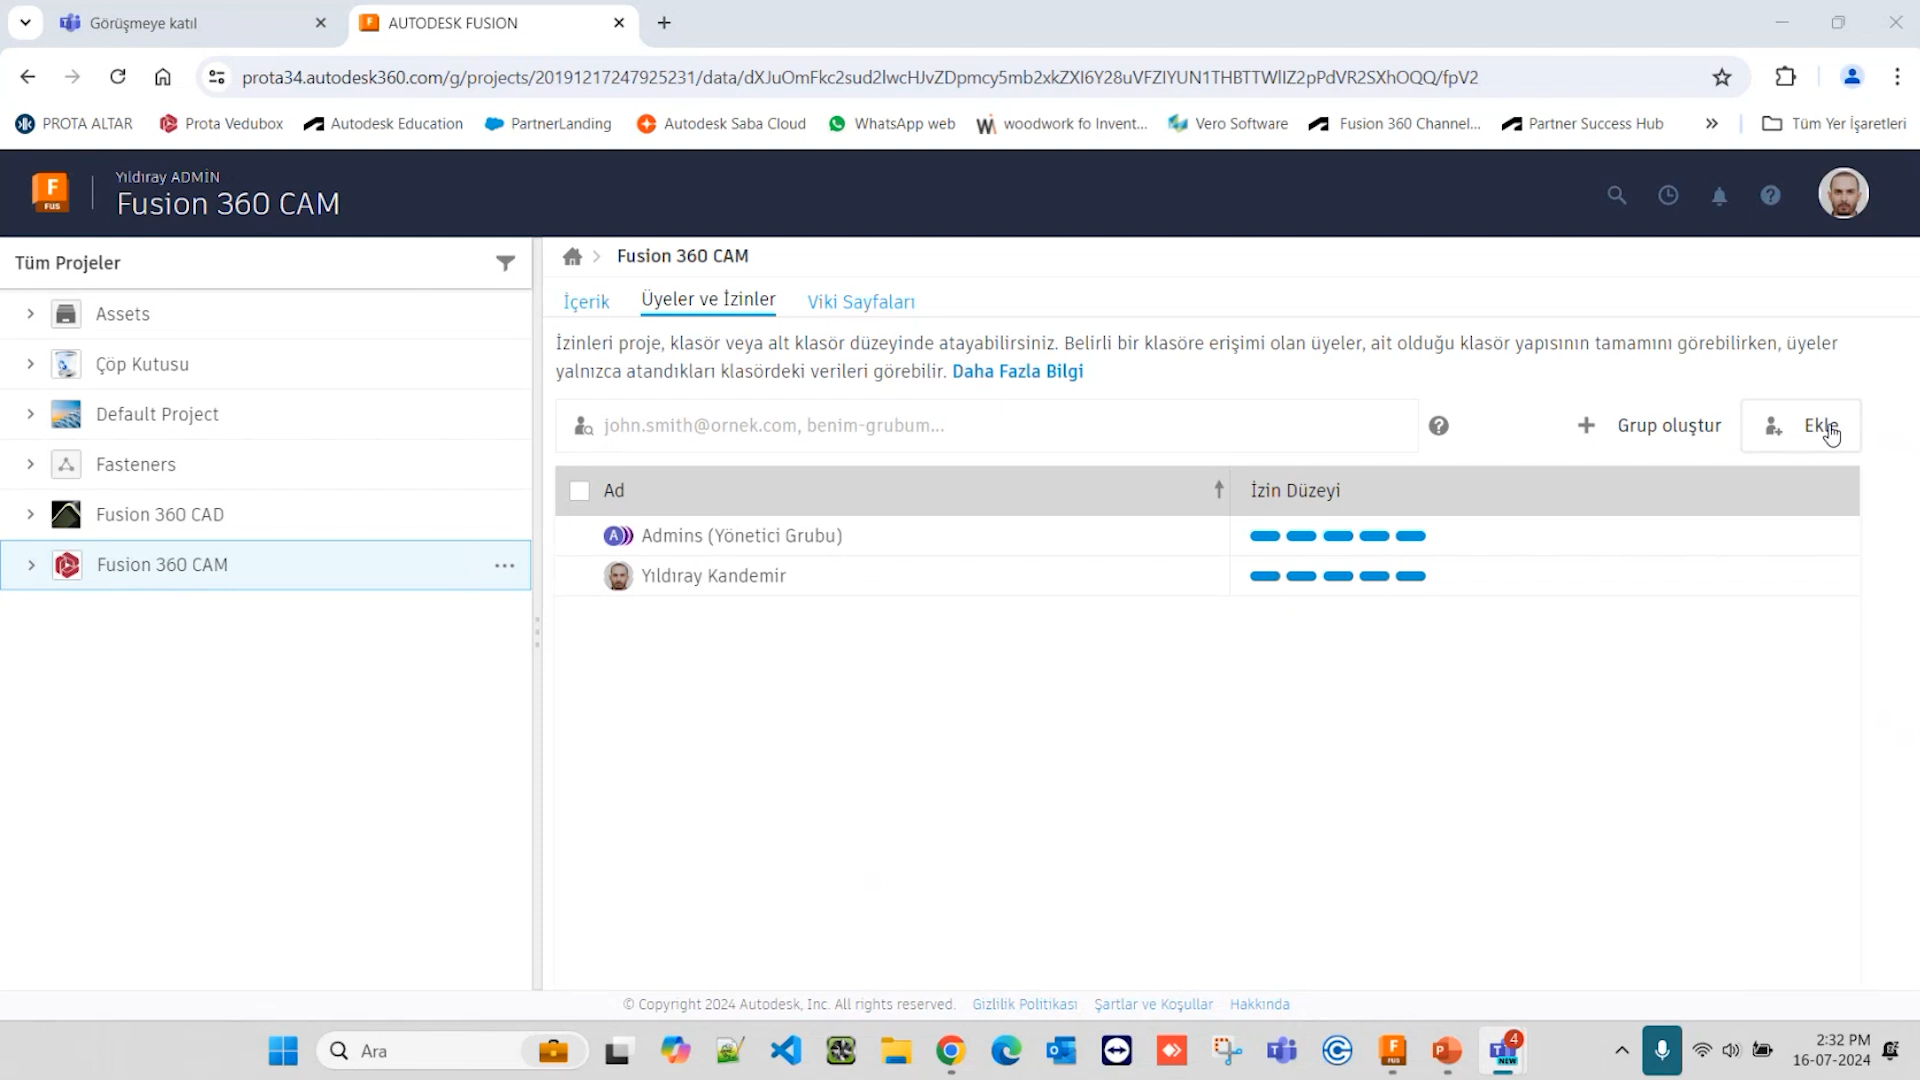 Görüşmeye katıl
AUTODESK FUSION
prota34.autodesk360.com/g/projects/20191217247925231/data/dXJuOmFkc2sud2lwcHJvZDpmcy5mb2xkZXI6Y28uVFZIYUN1THBTTWlIZ2pPdVR2SXhOQQ/fpV2
PROTA ALTAR
Prota Vedubox
Autodesk Education
PartnerLanding
Autodesk Saba Cloud
WhatsApp web
woodwork fo Invent...
Vero Software
Fusion 360 Channel...
Partner Success Hub
Tüm Yer İşaretleri
F
FUS
Yıldıray ADMİN
Fusion 360 CAM
Tüm Projeler
Assets
Çöp Kutusu
Default Project
Fasteners
Fusion 360 CAD
Fusion 360 CAM
Fusion 360 CAM
İçerik
Üyeler ve İzinler
Viki Sayfaları
İzinleri proje, klasör veya alt klasör düzeyinde atayabilirsiniz. Belirli bir klasöre erişimi olan üyeler, ait olduğu klasör yapısının tamamını görebilirken, üyeler
yalnızca atandıkları klasördeki verileri görebilir. Daha Fazla Bilgi
john.smith@ornek.com, benim-grubum...
Grup oluştur
Ekle
Ad
İzin Düzeyi
A
Admins (Yönetici Grubu)
Yıldıray Kandemir
© Copyright 2024 Autodesk, Inc. All rights reserved.
Gizlilik Politikası
Şartlar ve Koşullar
Hakkında
Ara
4
NEW
2:32 PM
16-07-2024